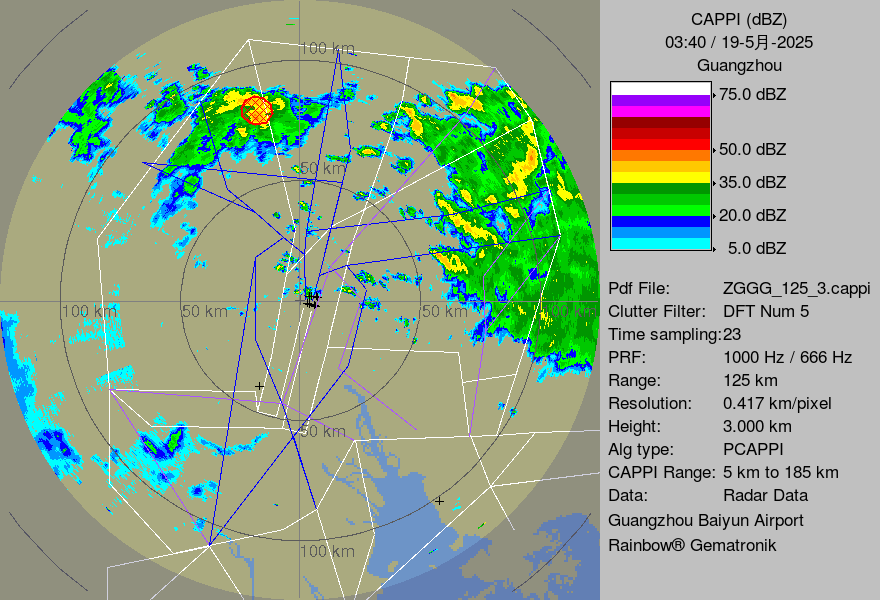 CAPPI (dBZ)
03:40 / 19-5月-2025
Guangzhou
75.0 dBZ
50.0 dBZ
35.0 dBZ
20.0 dBZ
5.0 dBZ
Pdf File: ZGGG_125_3.cappi
Clutter Filter: DFT Num 5
Time sampling:23
PRF: 1000 Hz / 666 Hz
Range: 125 km
Resolution: 0.417 km/pixel
Height: 3.000 km
Alg type: PCAPPI
CAPPI Range: 5 km to 185 km
Data: Radar Data
Guangzhou Baiyun Airport
Rainbow® Gematronik
100 km
50 km
100 km
50 km
50 km
50 km
100 km